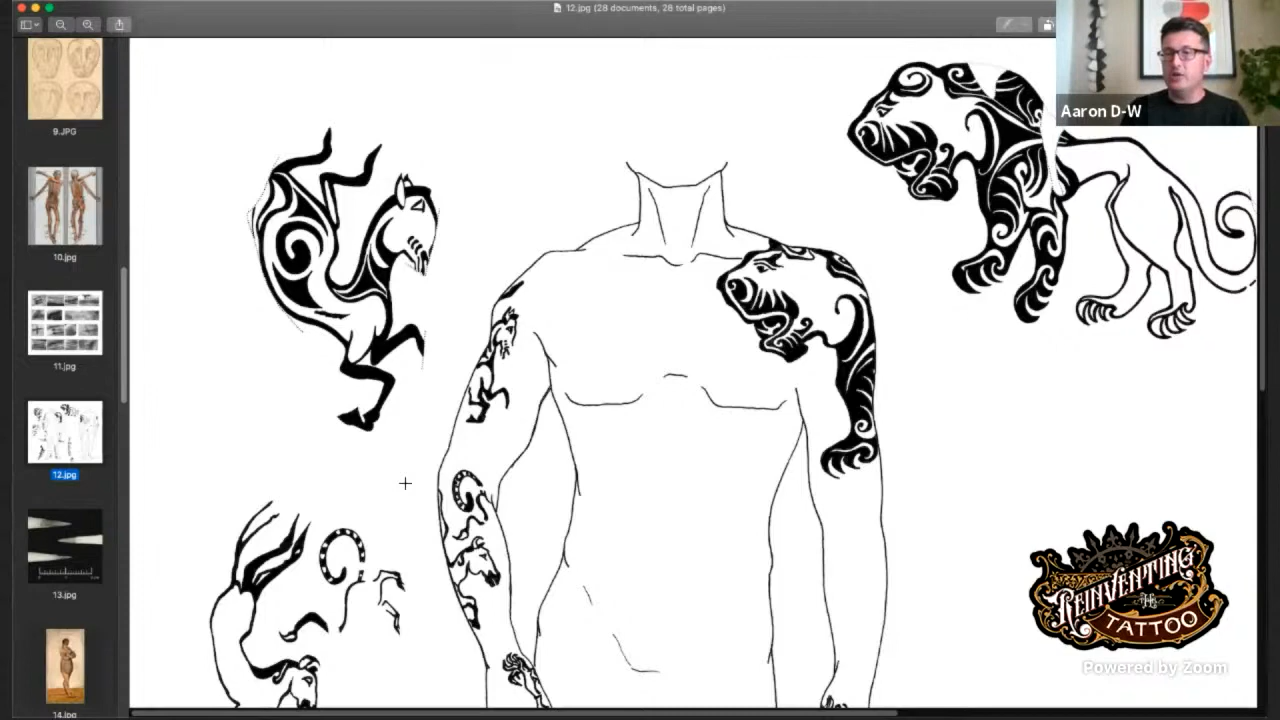 12.jpg (28 documents, 28 total pages)
Aaron D-W
9.JPG
10.jpg
11.jpg
12.jpg
13.jpg
14.jpg
REINVENTING
THE
TATTOO
Powered by Zoom